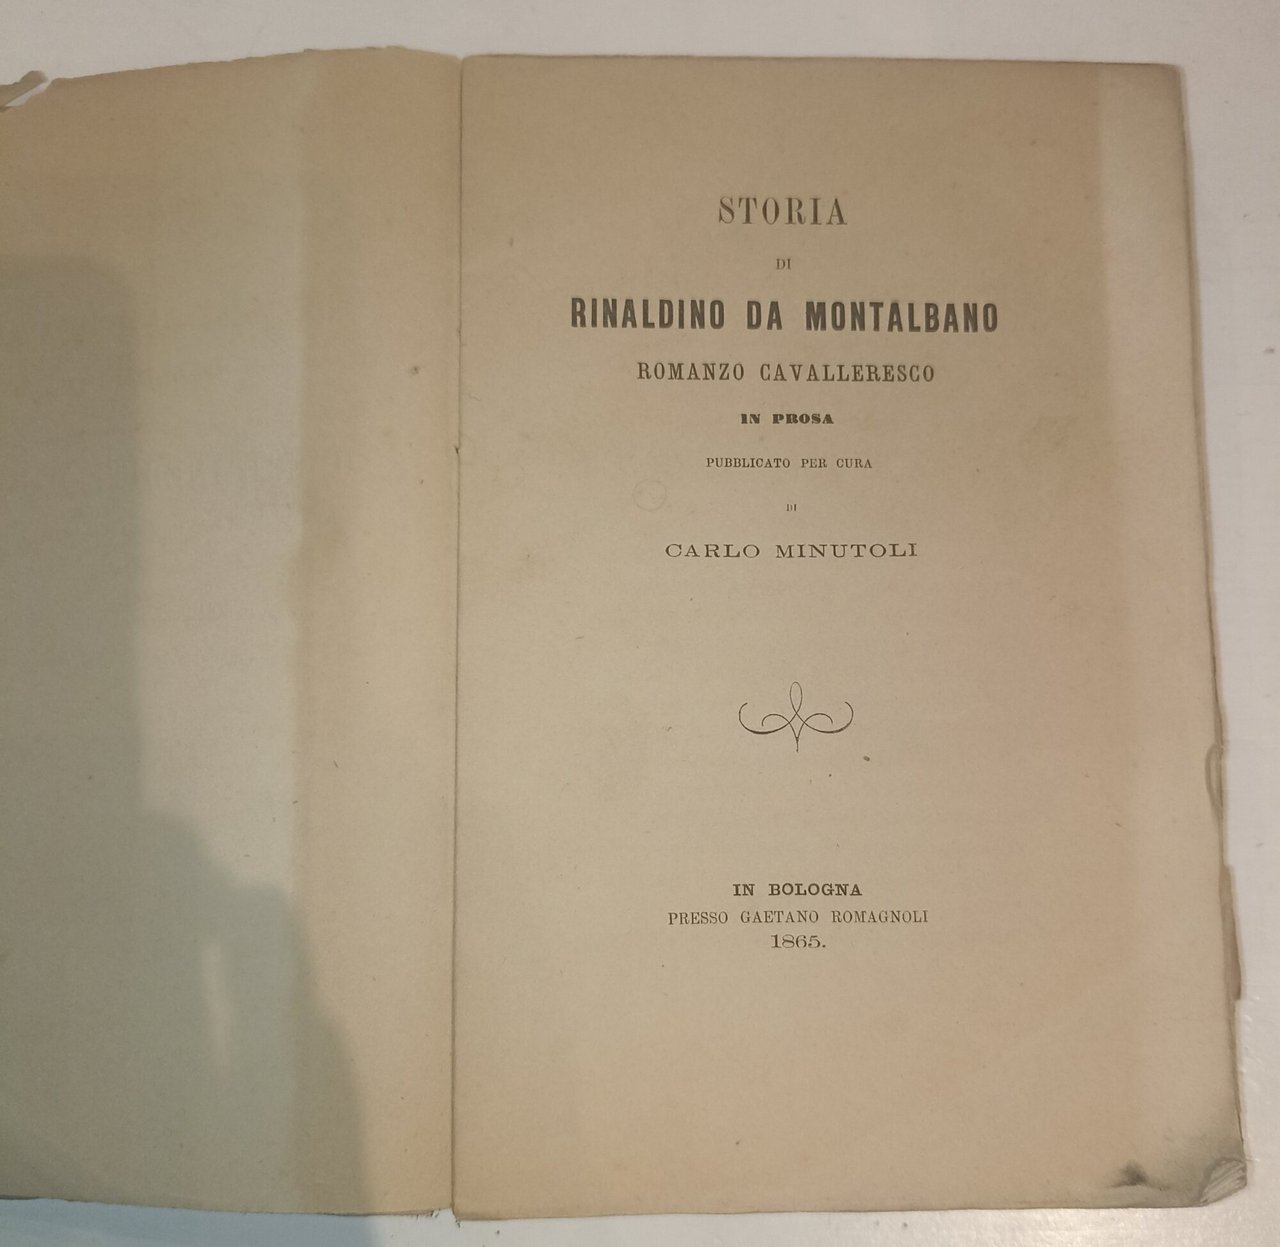 STORIA
DI
RINALDINO DA MONTALBANO
ROMANZO CAVALLERESCO
IN PROSA
PUBBLICATO PER CURA
DI
CARLO MINUTOLI
IN BOLOGNA
PRESSO GAETANO ROMAGNOLI
1865.